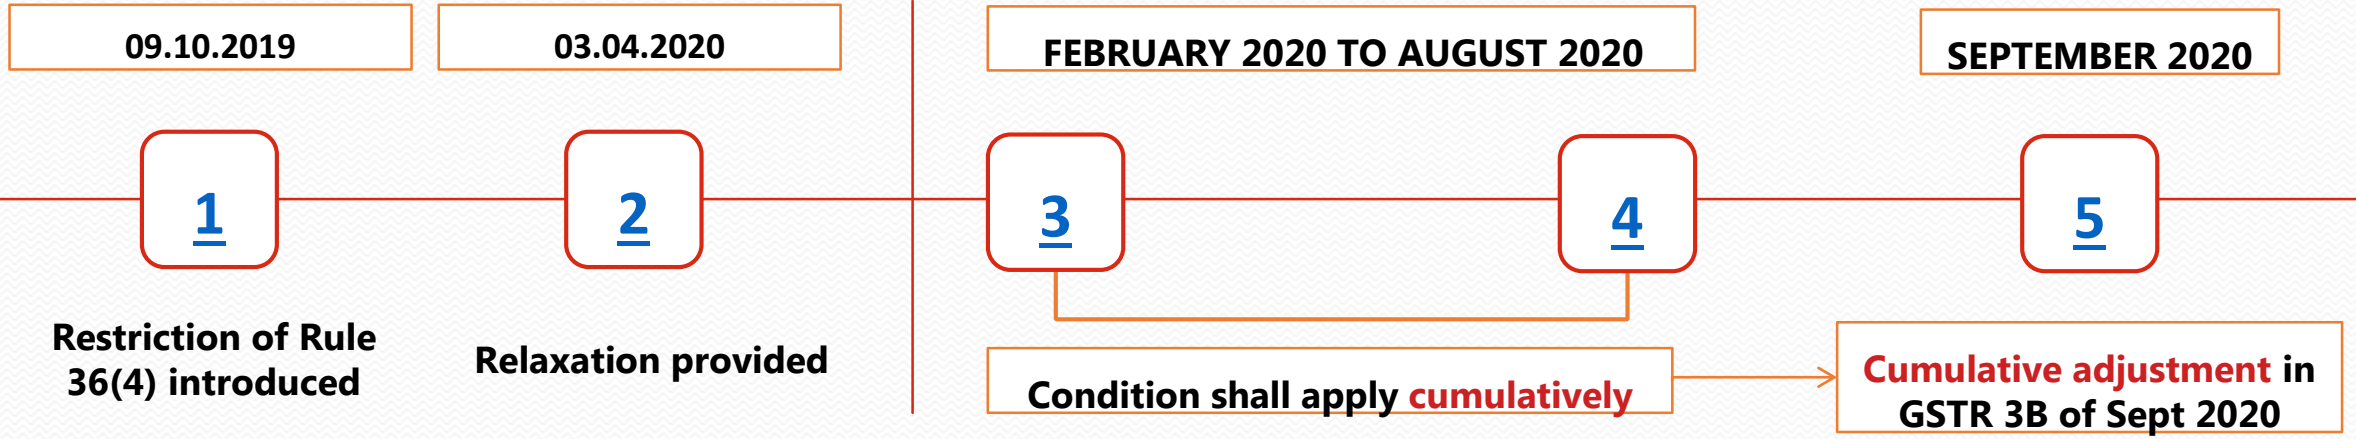 09.10.2019
03.04.2020
FEBRUARY 2020 TO AUGUST 2020
SEPTEMBER 2020
1
2
3
4
5
Restriction of Rule
36(4) introduced
Relaxation provided
Condition shall apply cumulatively
Cumulative adjustment in
GSTR 3B of Sept 2020